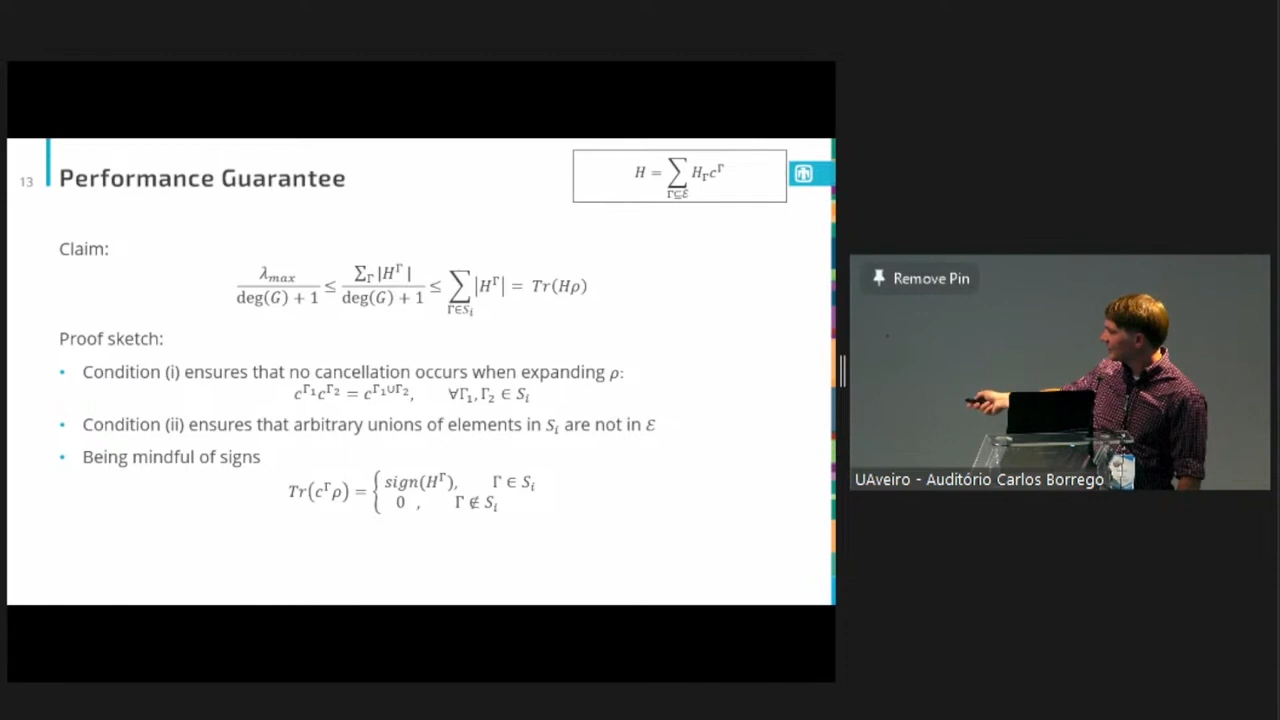 13
Performance Guarantee
H = ∑_{Γ⊆ℰ} H_Γ c^Γ
Claim:
λ_max / (deg(G) + 1) ≤ ∑_Γ |H^Γ| / (deg(G) + 1) ≤ ∑_{Γ∈S_i} |H^Γ| = Tr(Hρ)
Proof sketch:
• Condition (i) ensures that no cancellation occurs when expanding ρ:
c^{Γ_1} c^{Γ_2} = c^{Γ_1∪Γ_2}, ∀Γ_1, Γ_2 ∈ S_i
• Condition (ii) ensures that arbitrary unions of elements in S_i are not in ℰ
• Being mindful of signs
Tr(c^Γ ρ) = { sign(H^Γ), Γ ∈ S_i
0 , Γ ∉ S_i
Remove Pin
UAveiro - Auditório Carlos Borrego